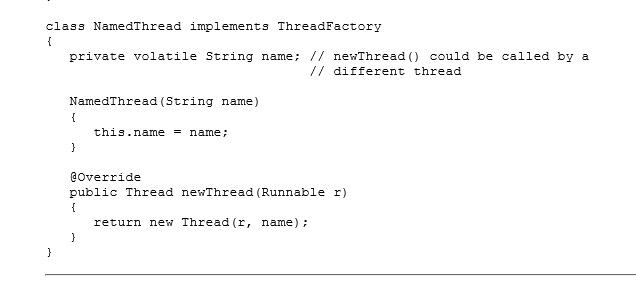 class NamedThread implements ThreadFactory
{
   private volatile String name; // newThread() could be called by a
                                 // different thread

   NamedThread(String name)
   {
      this.name = name;
   }

   @Override
   public Thread newThread(Runnable r)
   {
      return new Thread(r, name);
   }
}